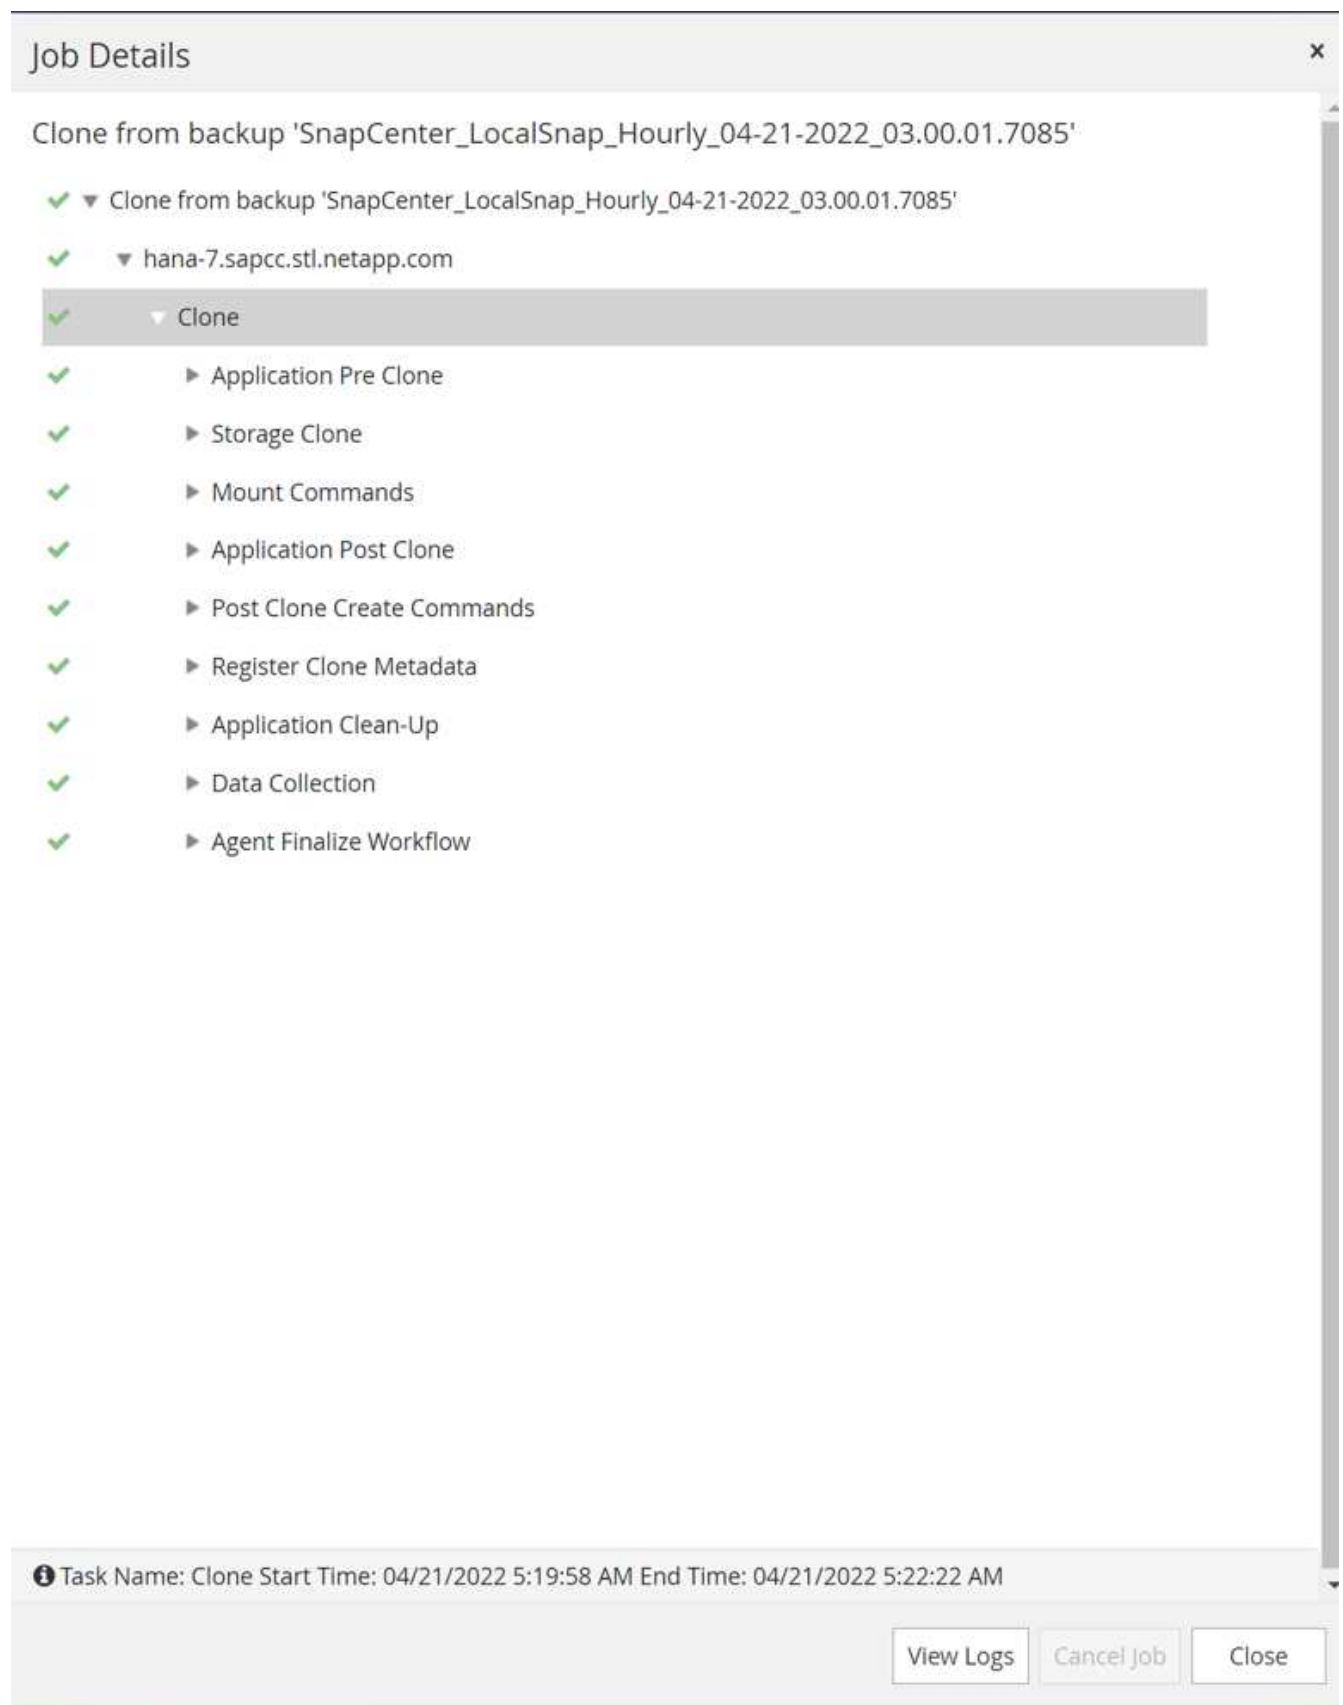 Job Details
x
Clone from backup 'SnapCenter_LocalSnap_Hourly_04-21-2022_03.00.01.7085'
Clone from backup 'SnapCenter_LocalSnap_Hourly_04-21-2022_03.00.01.7085'
hana-7.sapcc.stl.netapp.com
Clone
Application Pre Clone
Storage Clone
Mount Commands
Application Post Clone
Post Clone Create Commands
Register Clone Metadata
Application Clean-Up
Data Collection
Agent Finalize Workflow
Task Name: Clone Start Time: 04/21/2022 5:19:58 AM End Time: 04/21/2022 5:22:22 AM
View Logs Cancel Job Close